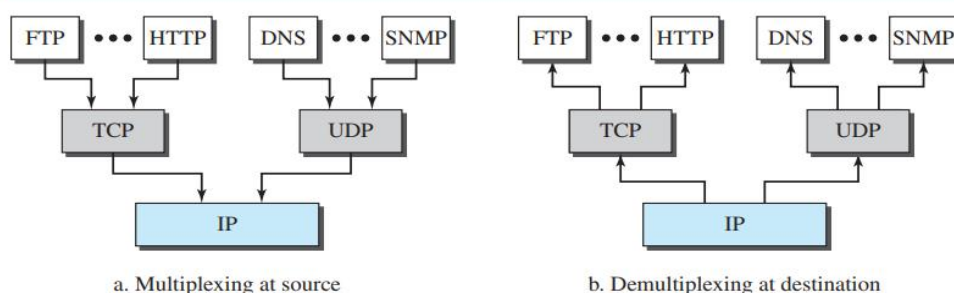 FTP ••• HTTP DNS ••• SNMP FTP ••• HTTP DNS ••• SNMP
TCP UDP TCP UDP
IP IP
a. Multiplexing at source b. Demultiplexing at destination